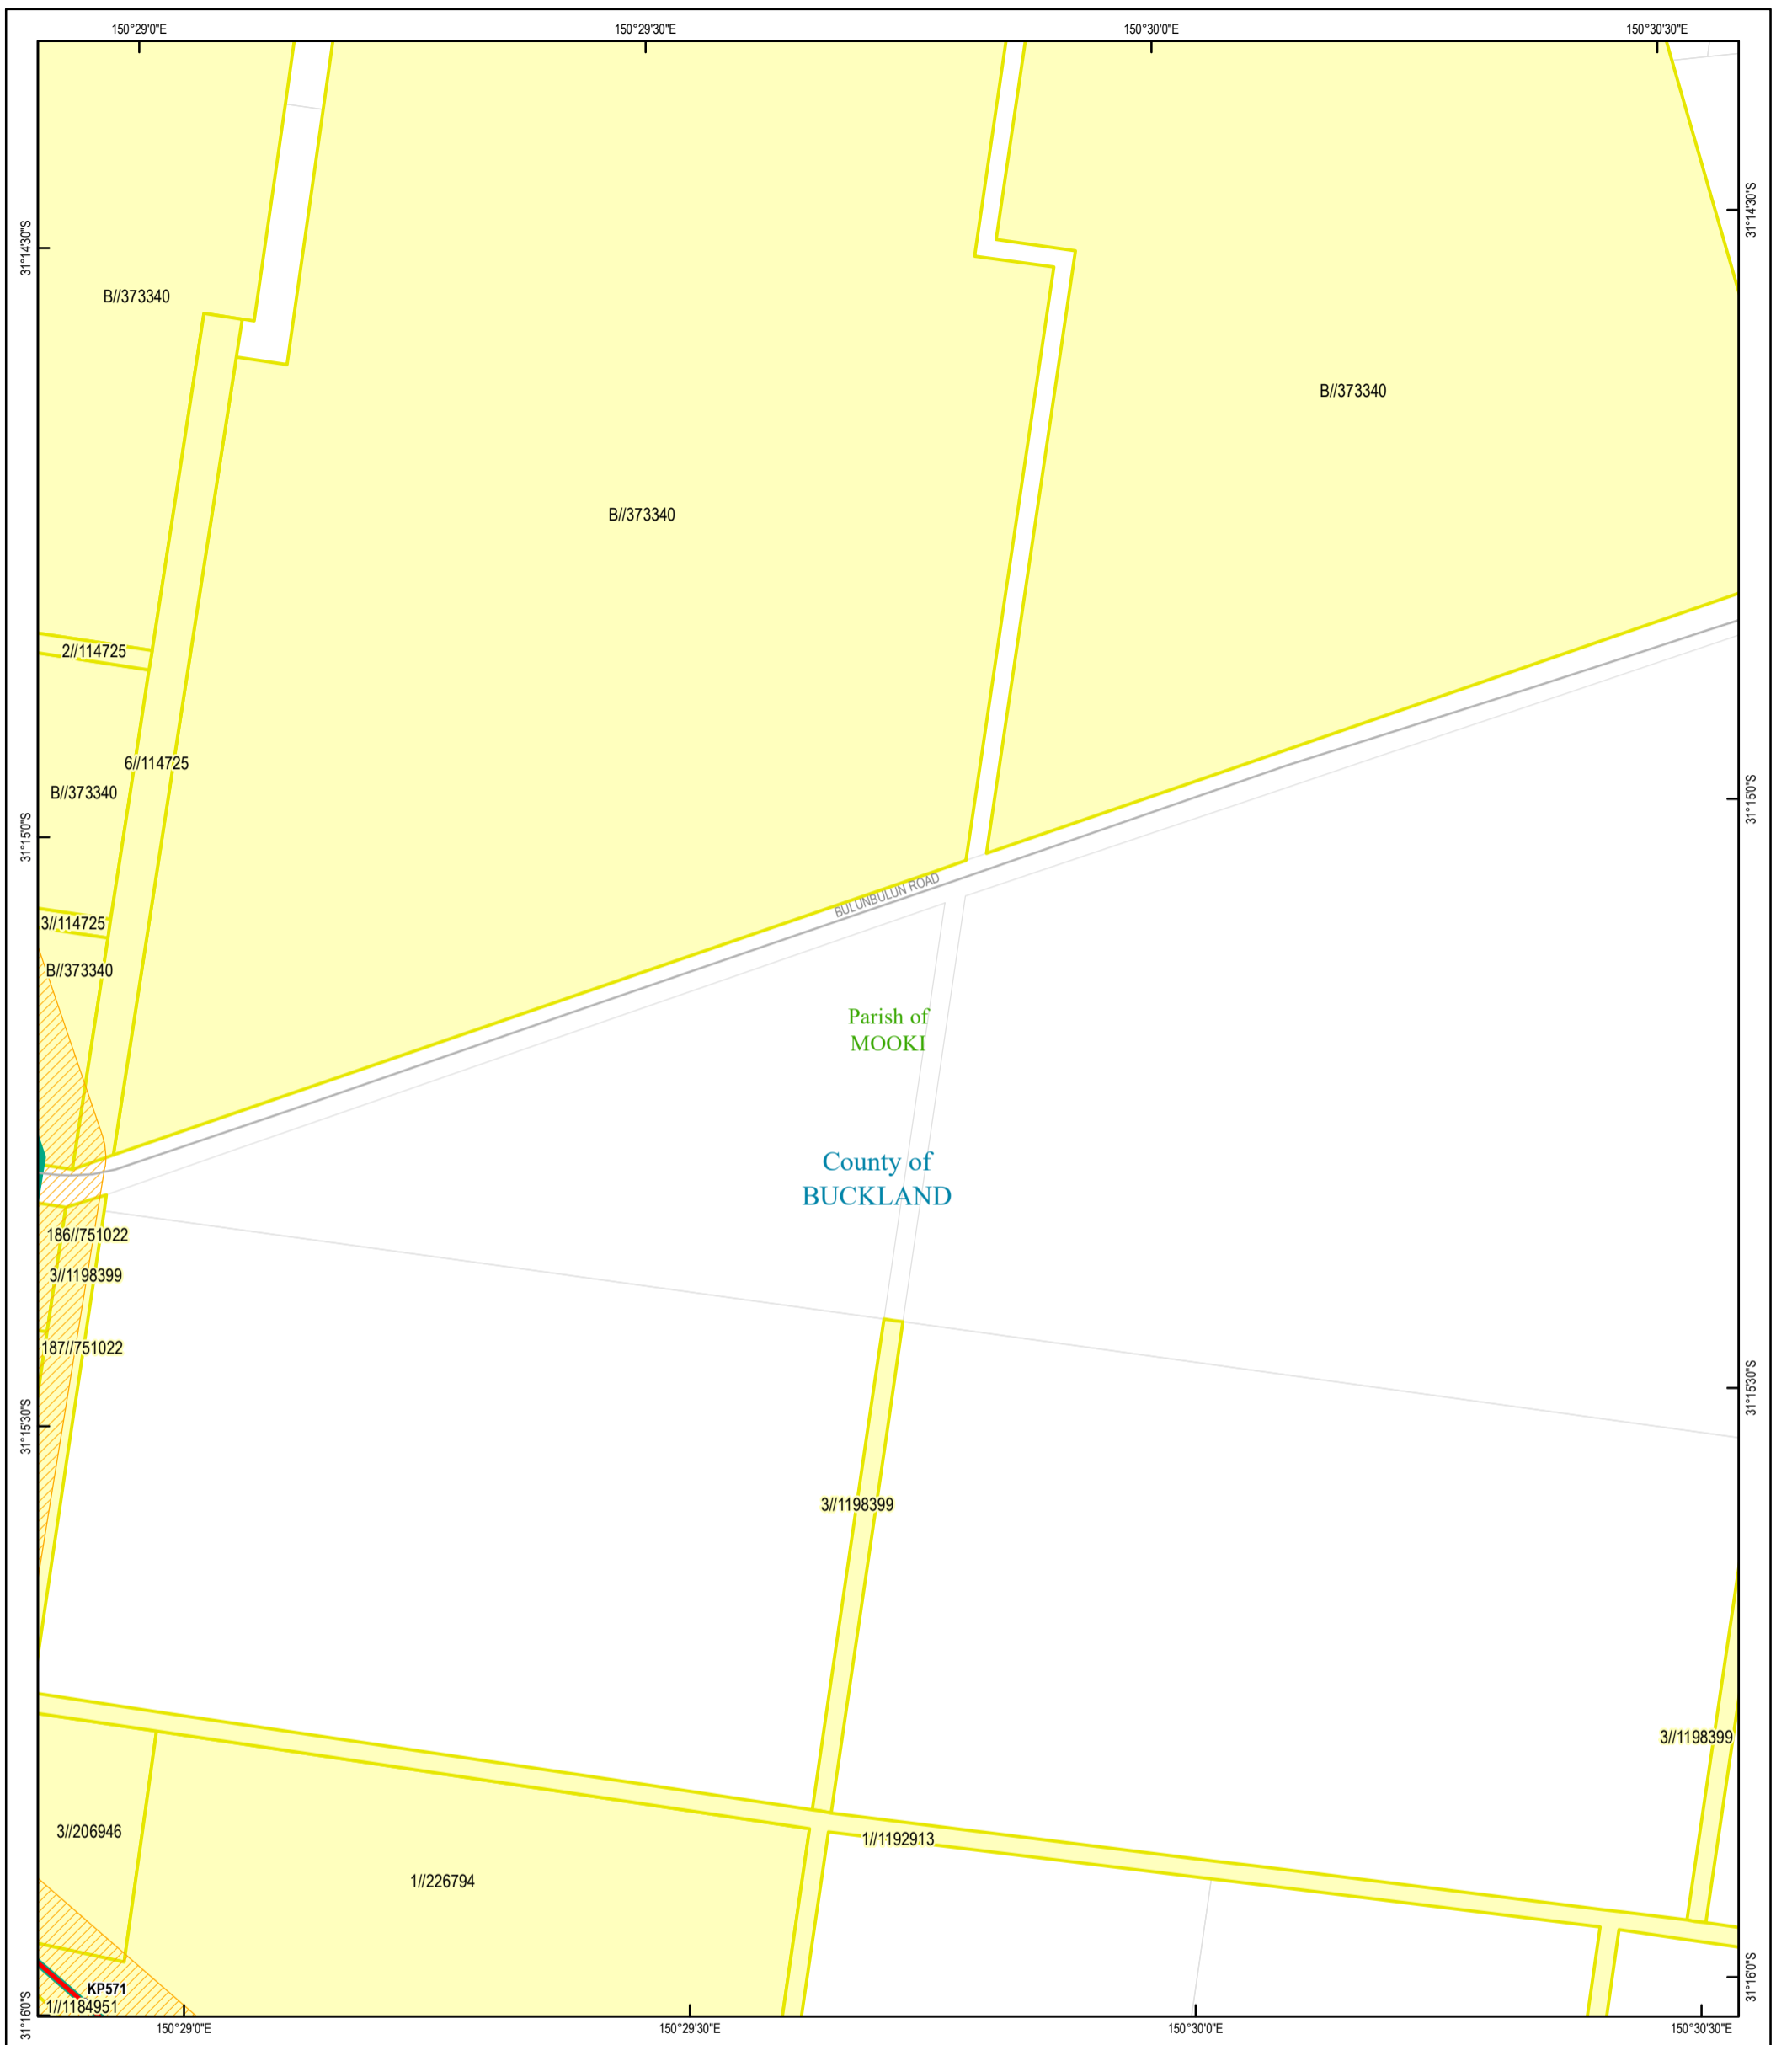 150°29'0"E
150°29'30"E
150°30'0"E
150°30'30"E
31°14'30"S
31°14'30"S
B//373340
B//373340
B//373340
2//114725
6//114725
B//373340
31°15'0"S
31°15'0"S
BULUNBULUN ROAD
3//114725
B//373340
Parish of
MOOKI
County of
BUCKLAND
186//751022
3//1198399
187//751022
31°15'30"S
31°15'30"S
3//1198399
3//1198399
3//206946
1//1192913
1//226794
KP571
1//1184951
31°16'0"S
31°16'0"S
150°29'0"E
150°29'30"E
150°30'0"E
150°30'30"E